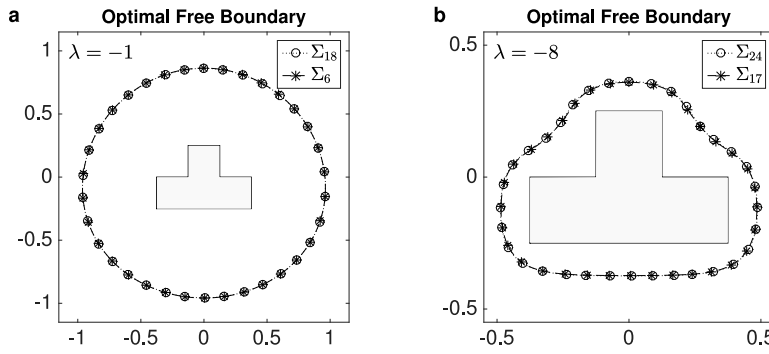 a
Optimal Free Boundary
λ = −1
Σ18
Σ6
1
0.5
0
-0.5
-1
-1
-0.5
0
0.5
1
b
Optimal Free Boundary
λ = −8
Σ24
Σ17
0.5
0
-0.5
-0.5
0
0.5